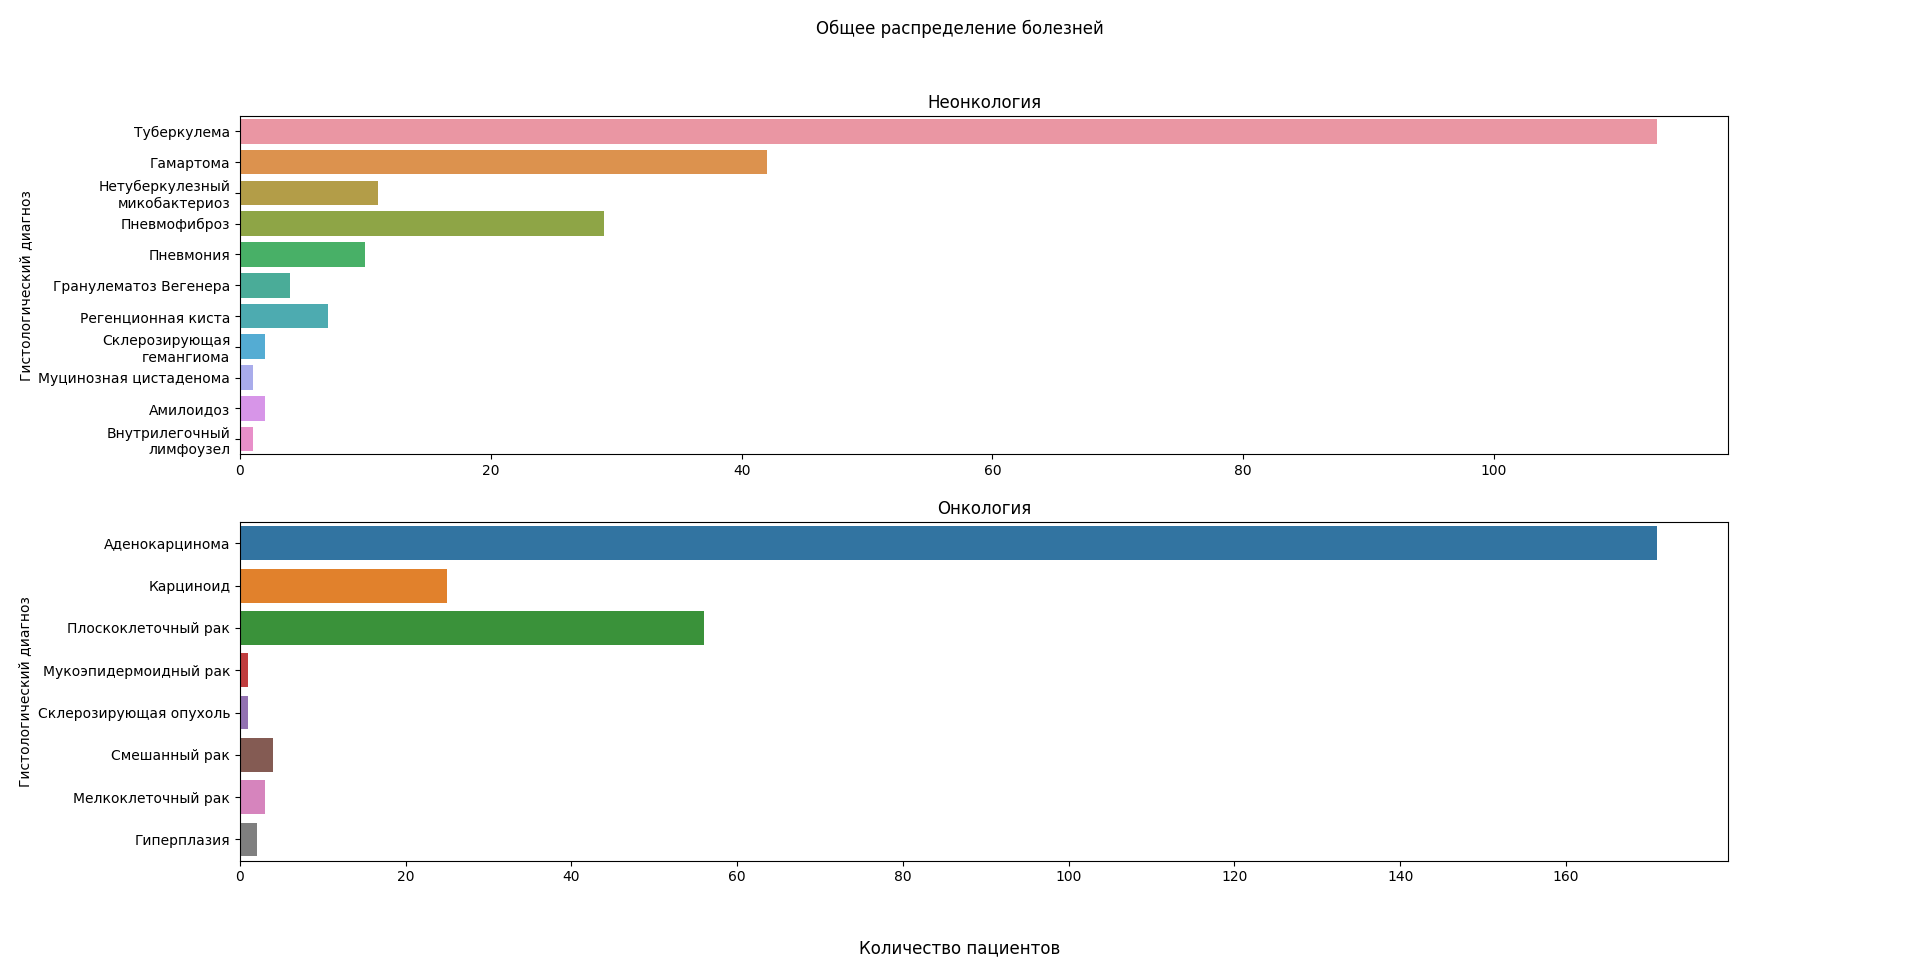 Общее распределение болезней
Неонкология
Гистологический диагноз
Туберкулема
Гамартома
Нетуберкулезный
микобактериоз
Пневмофиброз
Пневмония
Гранулематоз Вегенера
Регенционная киста
Склерозирующая
гемангиома
Муцинозная цистаденома
Амилоидоз
Внутрилегочный
лимфоузел
0 20 40 60 80 100
Онкология
Гистологический диагноз
Аденокарцинома
Карциноид
Плоскоклеточный рак
Мукоэпидермоидный рак
Склерозирующая опухоль
Смешанный рак
Мелкоклеточный рак
Гиперплазия
0 20 40 60 80 100 120 140 160
Количество пациентов